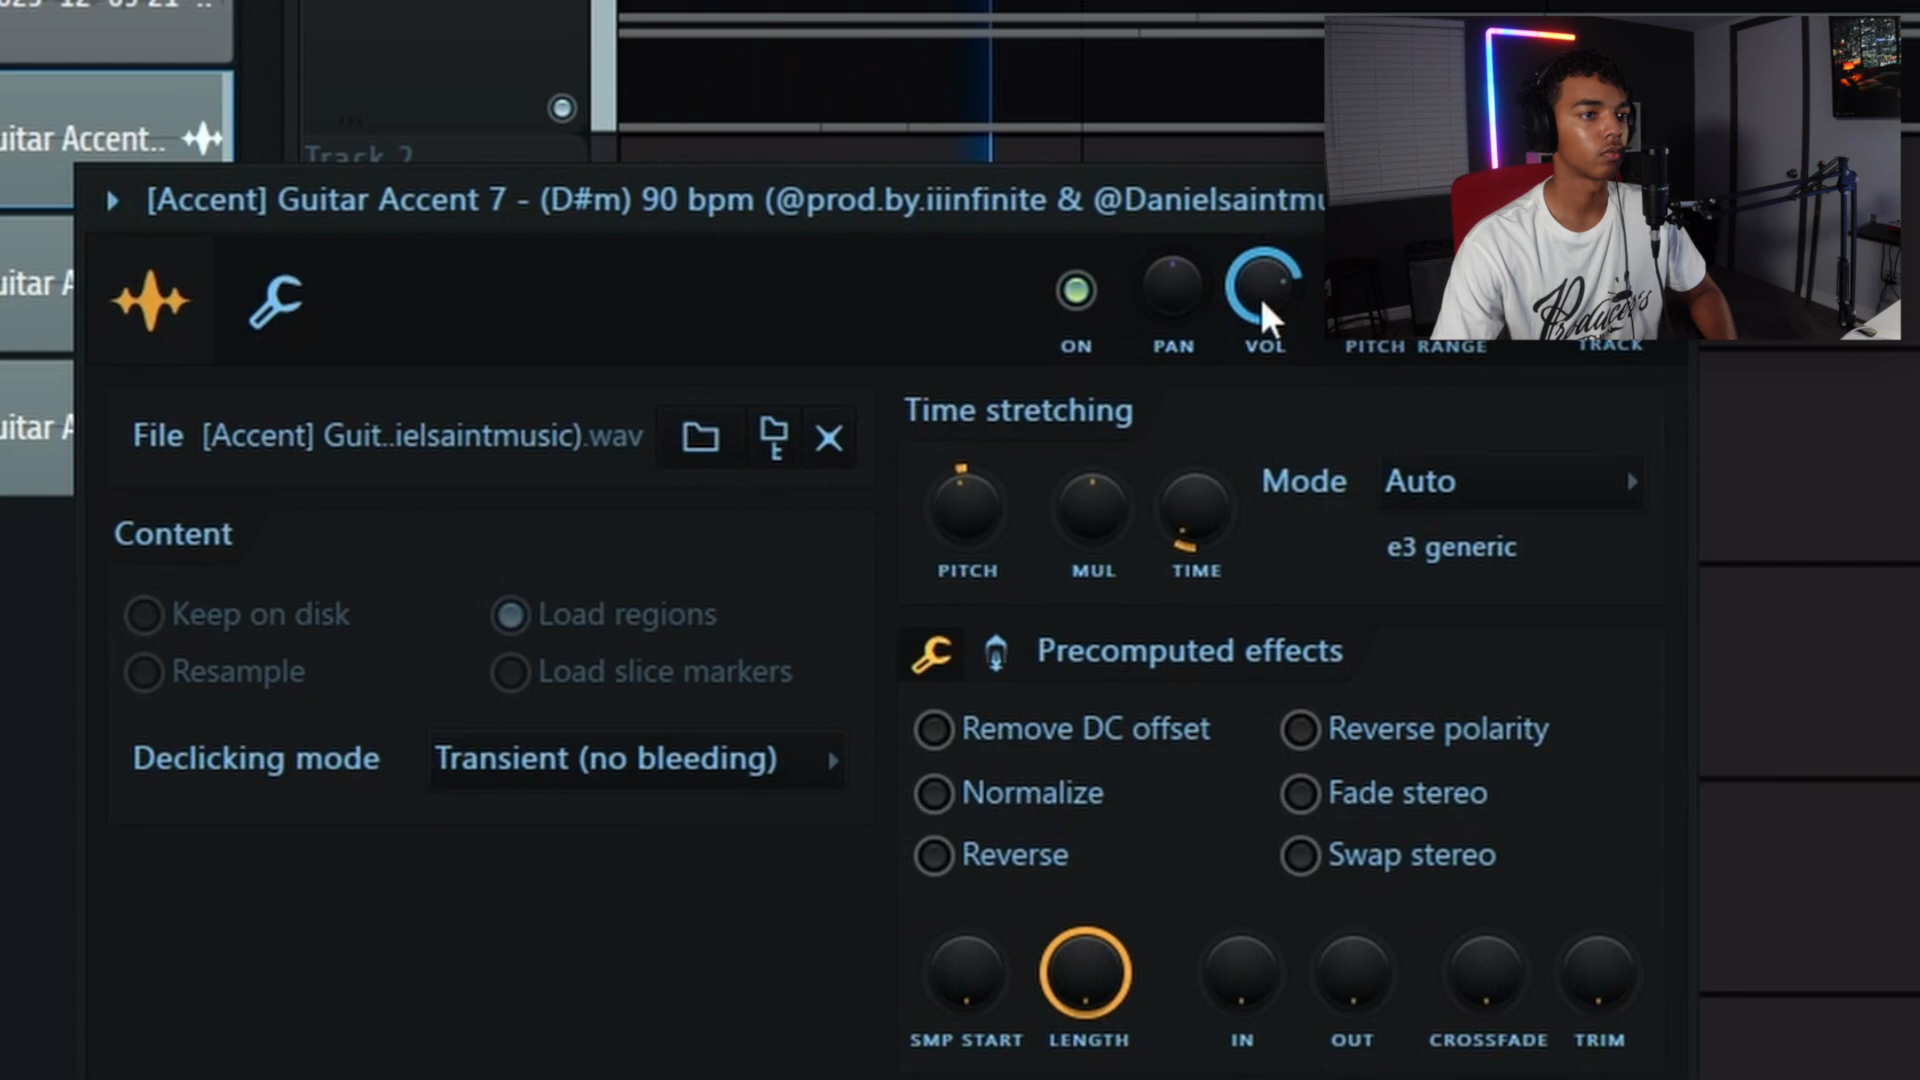 uitar Accent..
Track 2
[Accent] Guitar Accent 7 - (D#m) 90 bpm (@prod.by.iiinfinite & @Danielsaintmu
uitar A
ON
PAN
VOL
PITCH RANGE
TRACK
Producer's
File [Accent] Guit..ielsaintmusic).wav
uitar A
Time stretching
PITCH
MUL
TIME
Mode Auto
e3 generic
Content
Keep on disk
Load regions
Resample
Load slice markers
Declicking mode Transient (no bleeding)
Precomputed effects
Remove DC offset
Reverse polarity
Normalize
Fade stereo
Reverse
Swap stereo
SMP START
LENGTH
IN
OUT
CROSSFADE
TRIM